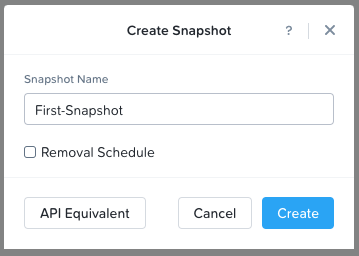 Create Snapshot ?
Snapshot Name
First-Snapshot
Removal Schedule
API Equivalent Cancel Create